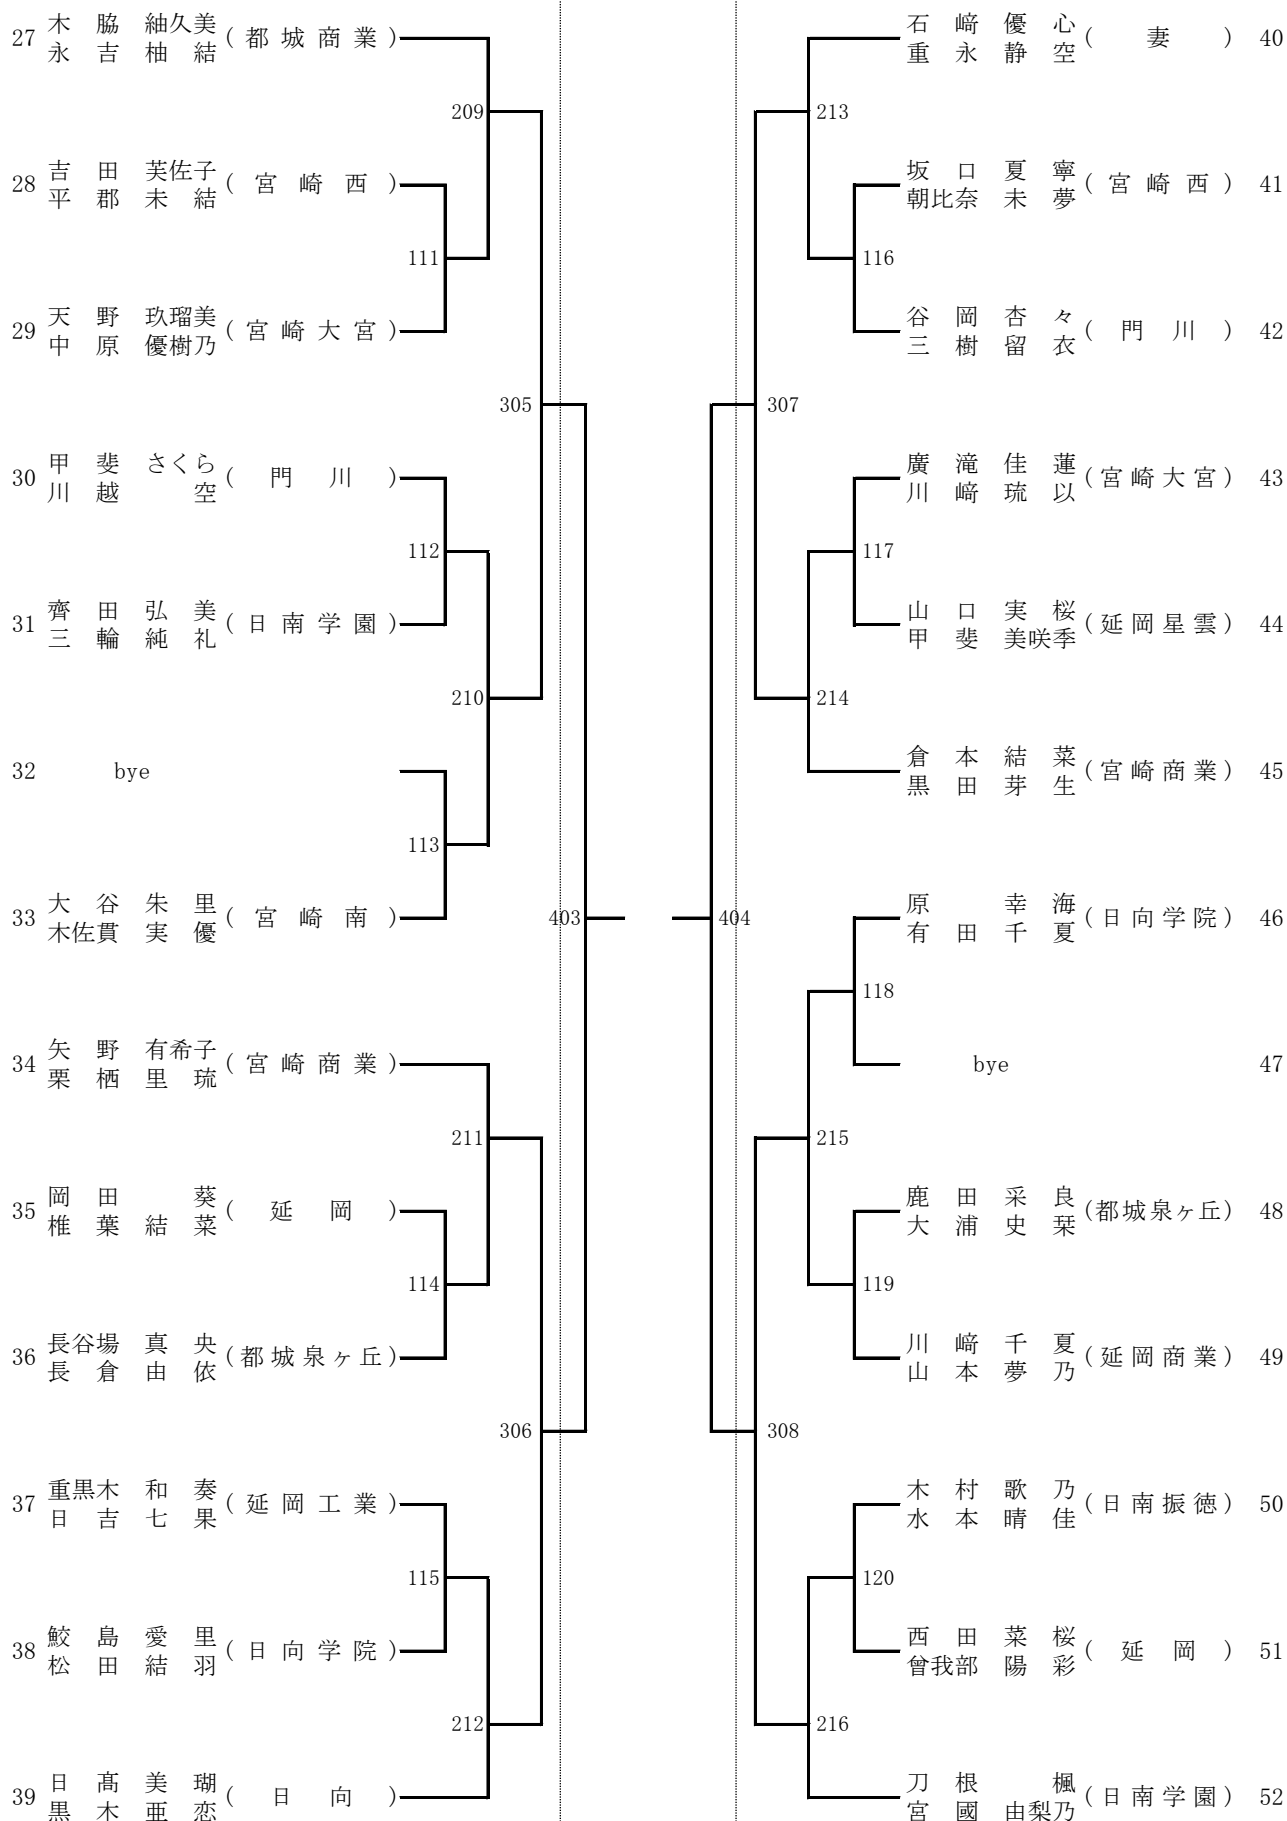 27 木脇 紬久美 (都城商業)
永吉 柚結
209
28 吉田 芙佐子 (宮崎西)
平郡 未結
111
29 天野 玖瑠美 (宮崎大宮)
中原 優樹乃
305
30 甲斐 さくら (門川)
川越 空
112
31 齊田 弘美 (日南学園)
三輪 純礼
210
32 bye
113
33 大谷 朱里 (宮崎南)
木佐貫 実優
403
34 矢野 有希子 (宮崎商業)
栗栖 里琉
211
35 岡田 葵 (延岡)
椎葉 結菜
114
36 長谷場 真央 (都城泉ヶ丘)
長倉 由依
306
37 重黒木 和奏 (延岡工業)
日吉 七果
115
38 鮫島 愛里 (日向学院)
松田 結羽
212
39 日髙 美瑚 (日向)
黒木 亜恋
石﨑 優心 (妻) 40
重永 静空
213
坂口 夏寧 (宮崎西) 41
朝比奈 未夢
116
谷岡 杏々 (門川) 42
三樹 留衣
307
廣滝 佳蓮 (宮崎大宮) 43
川﨑 琉以
117
山口 実桜 (延岡星雲) 44
甲斐 美咲季
214
倉本 結菜 (宮崎商業) 45
黒田 芽生
404
原 幸海 (日向学院) 46
有田 千夏
118
bye 47
215
鹿田 采良 (都城泉ヶ丘) 48
大浦 史栞
119
川﨑 千夏 (延岡商業) 49
山本 夢乃
308
木村 歌乃 (日南振徳) 50
水本 晴佳
120
西田 菜桜 (延岡) 51
曾我部 陽彩
216
刀根 楓 (日南学園) 52
宮國 由梨乃